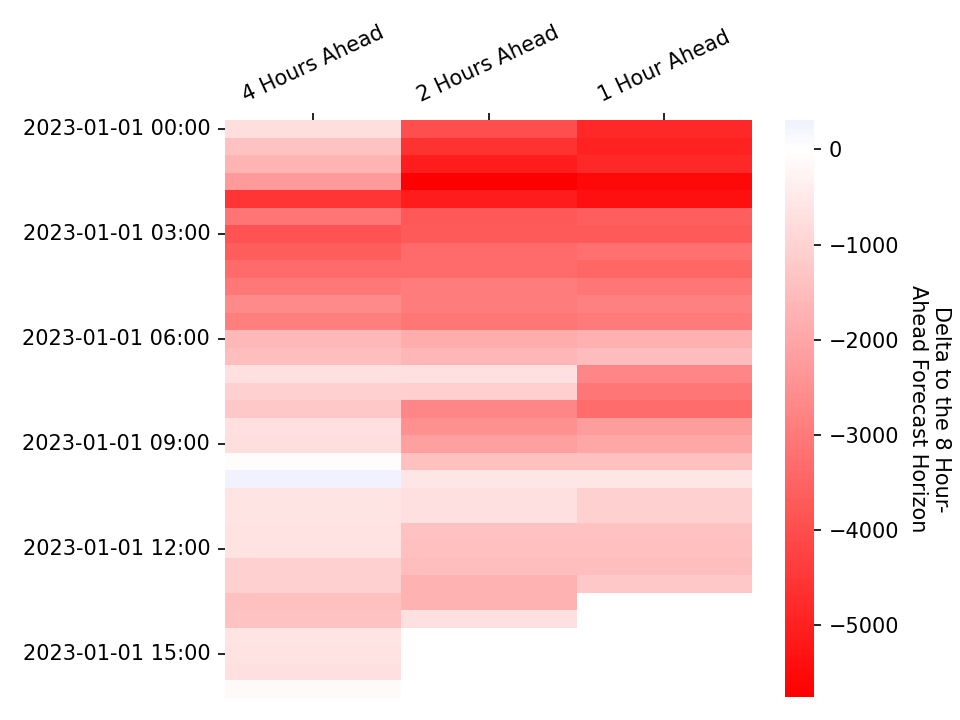 4 Hours Ahead
2 Hours Ahead
1 Hour Ahead
2023-01-01 00:00
2023-01-01 03:00
2023-01-01 06:00
2023-01-01 09:00
2023-01-01 12:00
2023-01-01 15:00
0
−1000
−2000
−3000
−4000
−5000
Delta to the 8 Hour-
Ahead Forecast Horizon